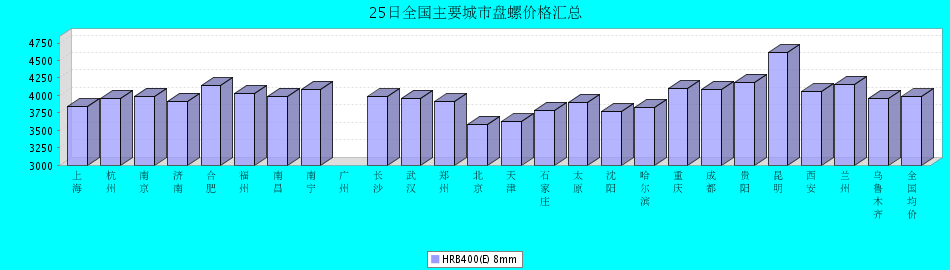 25日全国主要城市盘螺价格汇总
4750
4500
4250
4000
3750
3500
3250
3000
上海
杭州
南京
济南
合肥
福州
南昌
南宁
广州
长沙
武汉
郑州
北京
天津
石家庄
太原
沈阳
哈尔滨
重庆
成都
贵阳
昆明
西安
兰州
乌鲁木齐
全国均价
HRB400(E) 8mm